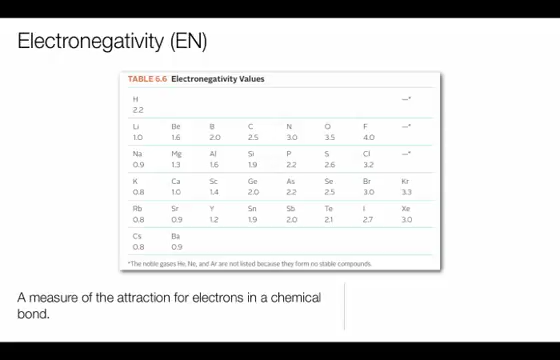 Electronegativity (EN)
TABLE 6.6 Electronegativity Values
H —*
2.2
Li Be B C N O F —*
1.0 1.6 2.0 2.5 3.0 3.5 4.0
Na Mg Al Si P S Cl —*
0.9 1.3 1.6 1.9 2.2 2.6 3.2
K Ca Sc Ge As Se Br Kr
0.8 1.0 1.4 2.0 2.2 2.5 3.0 3.3
Rb Sr Y Sn Sb Te I Xe
0.8 0.9 1.2 1.9 2.0 2.1 2.7 3.0
Cs Ba
0.8 0.9
*The noble gases He, Ne, and Ar are not listed because they form no stable compounds.
A measure of the attraction for electrons in a chemical
bond.